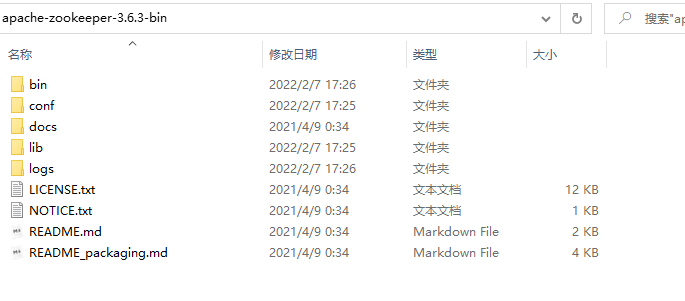 apache-zookeeper-3.6.3-bin 搜索"ap
名称 修改日期 类型 大小
bin 2022/2/7 17:26 文件夹
conf 2022/2/7 17:25 文件夹
docs 2021/4/9 0:34 文件夹
lib 2022/2/7 17:25 文件夹
logs 2022/2/7 17:26 文件夹
LICENSE.txt 2021/4/9 0:34 文本文档 12 KB
NOTICE.txt 2021/4/9 0:34 文本文档 1 KB
README.md 2021/4/9 0:34 Markdown File 2 KB
README_packaging.md 2021/4/9 0:34 Markdown File 4 KB